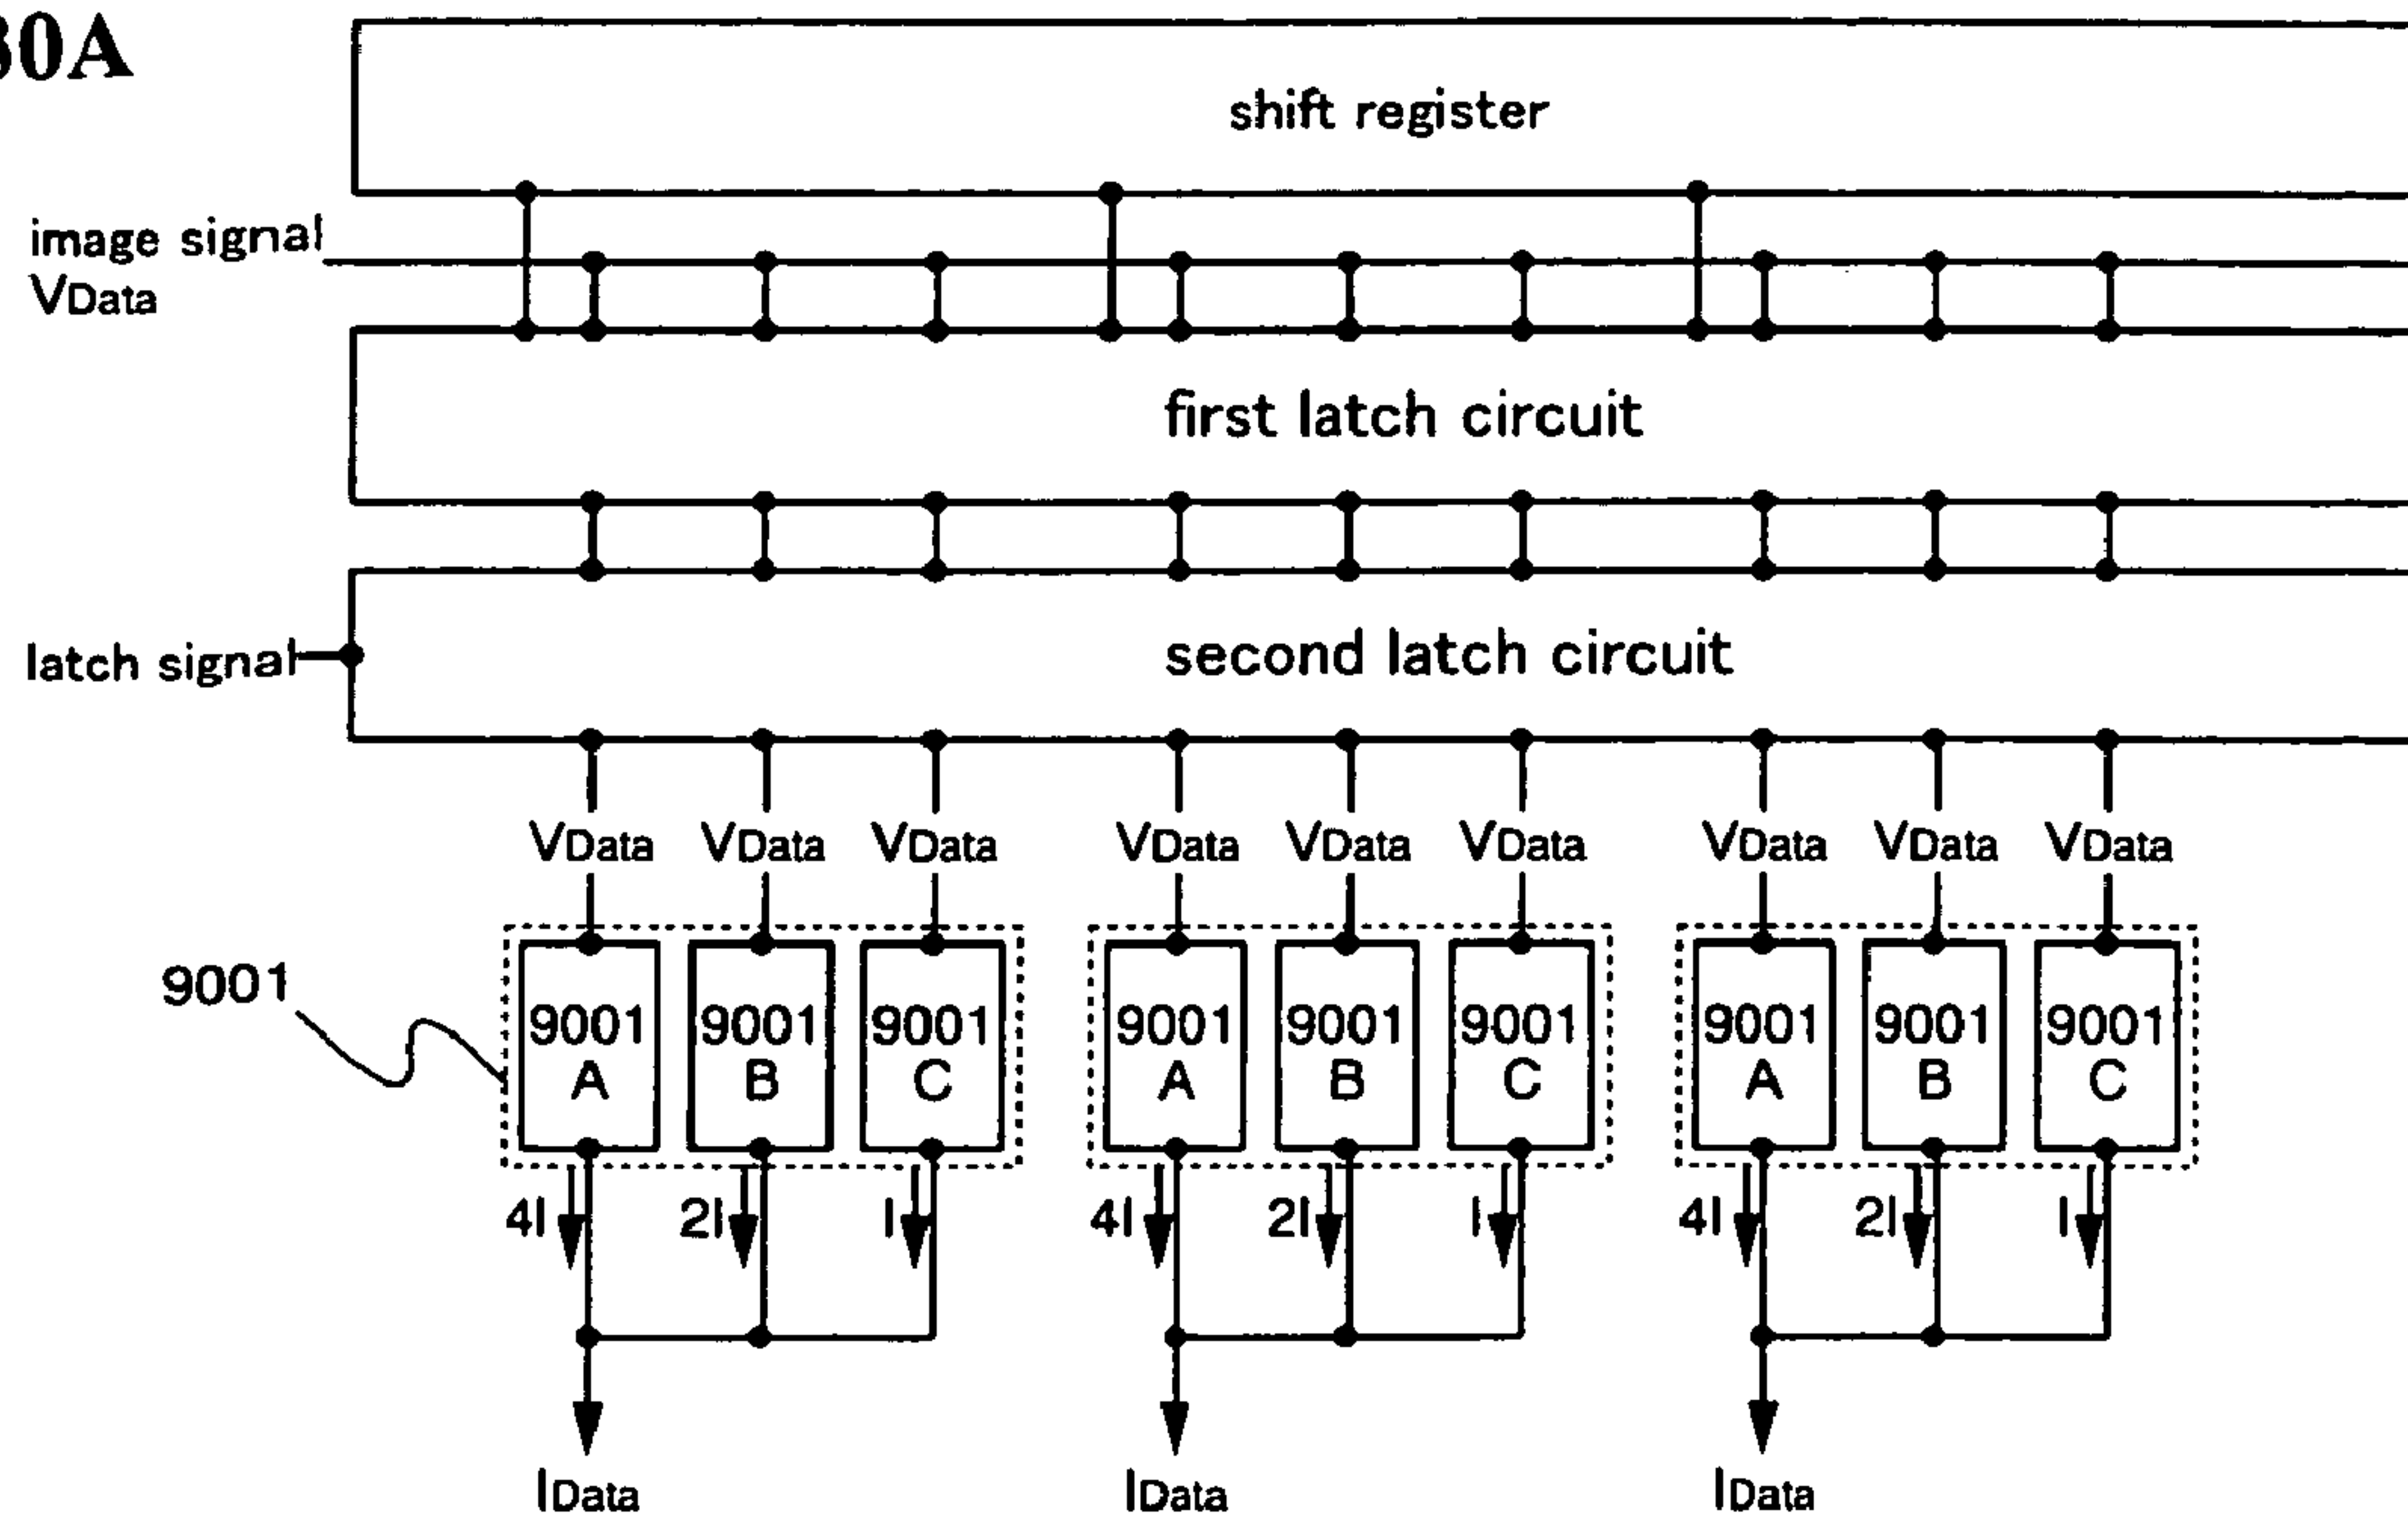 30A
shift register
image signal
VData
first latch circuit
latch signal
second latch circuit
VData VData VData VData VData VData VData VData VData
9001
9001 A 9001 B 9001 C 9001 A 9001 B 9001 C 9001 A 9001 B 9001 C
4I 2I I 4I 2I I 4I 2I I
IData IData IData